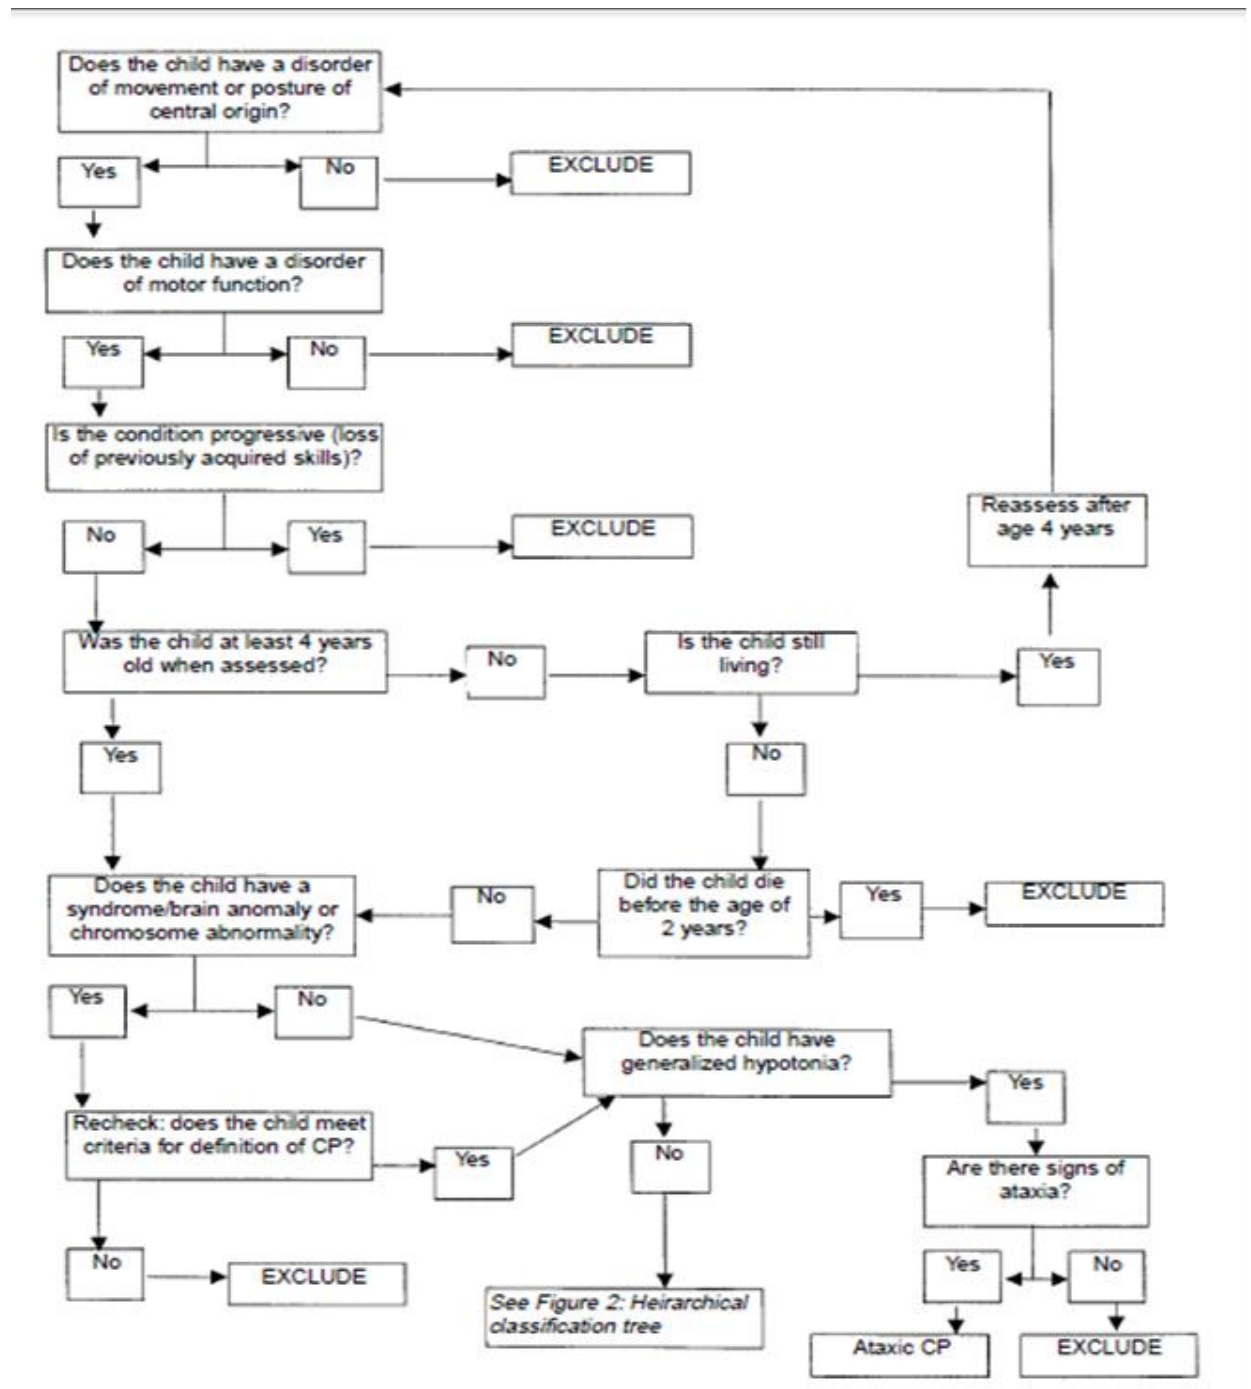 Does the child have a disorder
of movement or posture of
central origin?
Yes
No
EXCLUDE
Does the child have a disorder
of motor function?
Yes
No
EXCLUDE
Is the condition progressive (loss
of previously acquired skills)?
No
Yes
EXCLUDE
Reassess after
age 4 years
Was the child at least 4 years
old when assessed?
No
Is the child still
living?
Yes
Yes
No
Does the child have a
syndrome/brain anomaly or
chromosome abnormality?
No
Did the child die
before the age of
2 years?
Yes
EXCLUDE
Yes
No
Does the child have
generalized hypotonia?
Yes
Recheck: does the child meet
criteria for definition of CP?
Yes
No
Are there signs of
ataxia?
No
EXCLUDE
See Figure 2: Heirarchical
classification tree
Yes
No
Ataxic CP
EXCLUDE